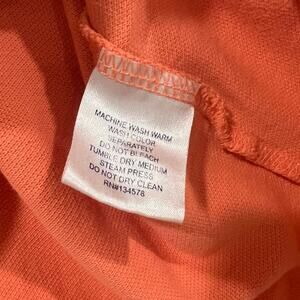 MACHINE WASH WARM
WASH COLOR
SEPARATELY
DO NOT BLEACH
TUMBLE DRY MEDIUM
STEAM PRESS
DO NOT DRY CLEAN
RN#134578